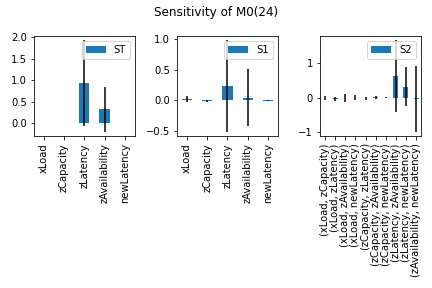 Sensitivity of M0(24)
2.0
1.5
1.0
0.5
0.0
ST
xLoad
zCapacity
zLatency
zAvailability
newLatency
1.0
0.5
0.0
−0.5
S1
xLoad
zCapacity
zLatency
zAvailability
newLatency
1
0
−1
S2
(xLoad, zCapacity)
(xLoad, zLatency)
(xLoad, zAvailability)
(xLoad, newLatency)
(zCapacity, zLatency)
(zCapacity, zAvailability)
(zCapacity, newLatency)
(zLatency, zAvailability)
(zLatency, newLatency)
(zAvailability, newLatency)